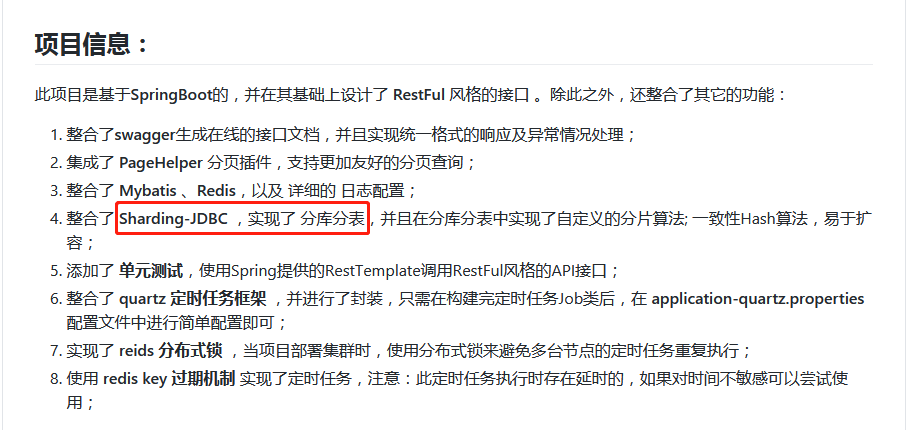 项目信息：
此项目是基于SpringBoot的，并在其基础上设计了 RestFul 风格的接口 。除此之外，还整合了其它的功能：
1. 整合了swagger生成在线的接口文档，并且实现统一格式的响应及异常情况处理；
2. 集成了 PageHelper 分页插件，支持更加友好的分页查询；
3. 整合了 Mybatis 、Redis，以及 详细的 日志配置；
4. 整合了 Sharding-JDBC ，实现了 分库分表，并且在分库分表中实现了自定义的分片算法; 一致性Hash算法，易于扩
容；
5. 添加了 单元测试，使用Spring提供的RestTemplate调用RestFul风格的API接口；
6. 整合了 quartz 定时任务框架 ，并进行了封装，只需在构建完定时任务Job类后，在 application-quartz.properties
配置文件中进行简单配置即可；
7. 实现了 reids 分布式锁 ，当项目部署集群时，使用分布式锁来避免多台节点的定时任务重复执行；
8. 使用 redis key 过期机制 实现了定时任务，注意：此定时任务执行时存在延时的，如果对时间不敏感可以尝试使
用；